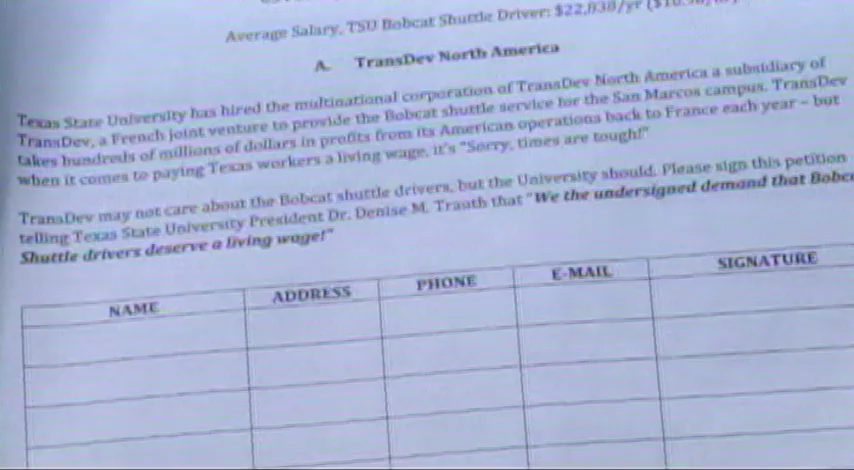 Average Salary, TSU Bobcat Shuttle Driver: $22,838/yr
A. TransDev North America
Texas State University has hired the multinational corporation of TransDev North America a subsidiary of
TransDev, a French joint venture to provide the Bobcat shuttle service for the San Marcos campus. TransDev
takes hundreds of millions of dollars in profits from its American operations back to France each year – but
when it comes to paying Texas workers a living wage, it's "Sorry, times are tough!"
TransDev may not care about the Bobcat shuttle drivers, but the University should. Please sign this petition
telling Texas State University President Dr. Denise M. Trauth that "We the undersigned demand that
Shuttle drivers deserve a living wage!"
NAME ADDRESS PHONE E-MAIL SIGNATURE